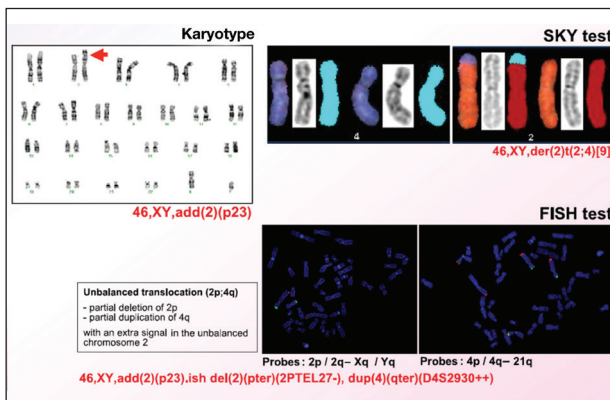 Karyotype
46,XY,add(2)(p23)
SKY test
4
2
46,XY,der(2)t(2;4)[9]
FISH test
Unbalanced translocation (2p;4q)
- partial deletion of 2p
- partial duplication of 4q
with an extra signal in the unbalanced
chromosome 2
Probes : 2p / 2q– Xq / Yq
Probes : 4p / 4q– 21q
46,XY,add(2)(p23).ish del(2)(pter)(2PTEL27-), dup(4)(qter)(D4S2930++)